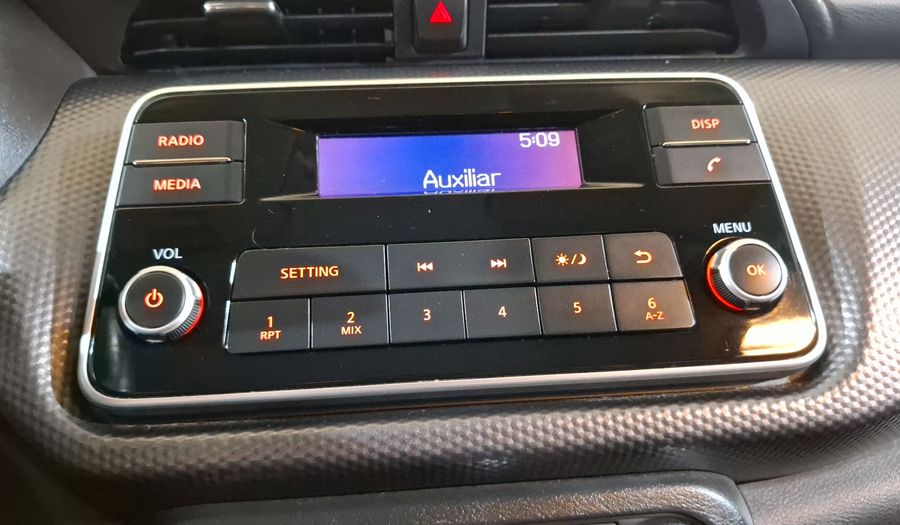 RADIO
MEDIA
5:09
Auxiliar
DISP
VOL
MENU
SETTING
OK
1
RPT
2
MIX
3
4
5
6
A-Z